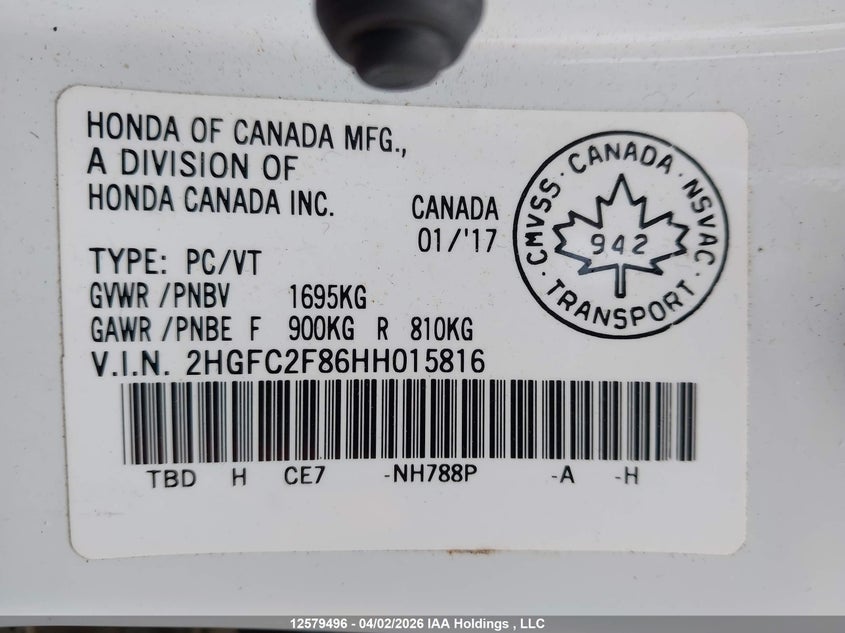 HONDA OF CANADA MFG.,
A DIVISION OF
HONDA CANADA INC.
CANADA
01/'17
CMVSS · CANADA · NSVAC
942
TRANSPORT
TYPE: PC/VT
GVWR /PNBV 1695KG
GAWR /PNBE F 900KG R 810KG
V.I.N. 2HGFC2F86HH015816
TBD H CE7 -NH788P -A -H
12579496 - 04/02/2026 IAA Holdings , LLC